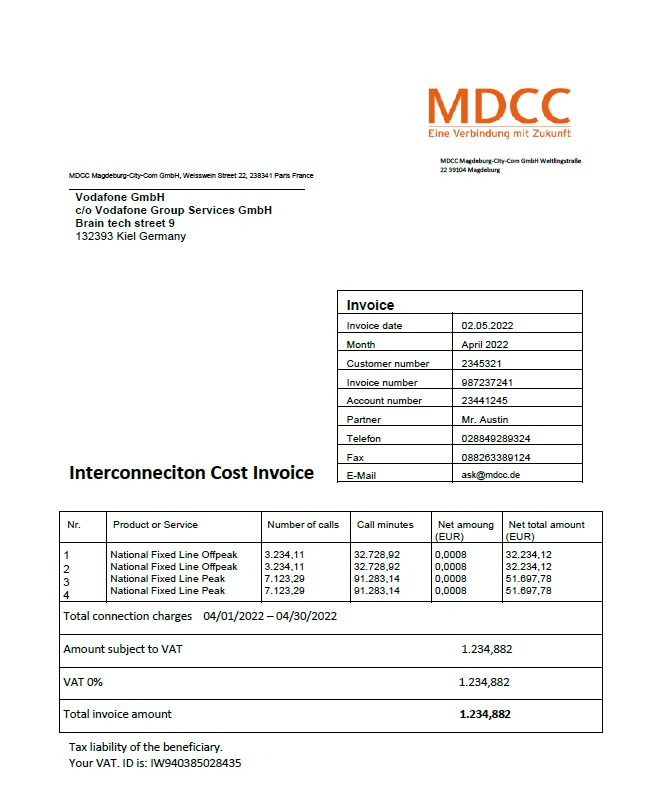 MDCC
Eine Verbindung mit Zukunft
MDCC Magdeburg-City-Com GmbH Weitlingstraße
22 39104 Magdeburg
MDCC Magdeburg-City-Com GmbH, Weisswein Street 22, 238341 Paris France
Vodafone GmbH
c/o Vodafone Group Services GmbH
Brain tech street 9
132393 Kiel Germany
Invoice
Invoice date 02.05.2022
Month April 2022
Customer number 2345321
Invoice number 987237241
Account number 23441245
Partner Mr. Austin
Telefon 028849289324
Fax 088263389124
E-Mail ask@mdcc.de
Interconneciton Cost Invoice
Nr. Product or Service Number of calls Call minutes Net amoung (EUR) Net total amount (EUR)
1 National Fixed Line Offpeak 3.234,11 32.728,92 0,0008 32.234,12
2 National Fixed Line Offpeak 3.234,11 32.728,92 0,0008 32.234,12
3 National Fixed Line Peak 7.123,29 91.283,14 0,0008 51.697,78
4 National Fixed Line Peak 7.123,29 91.283,14 0,0008 51.697,78
Total connection charges 04/01/2022 – 04/30/2022
Amount subject to VAT 1.234,882
VAT 0% 1.234,882
Total invoice amount 1.234,882
Tax liability of the beneficiary.
Your VAT. ID is: IW940385028435